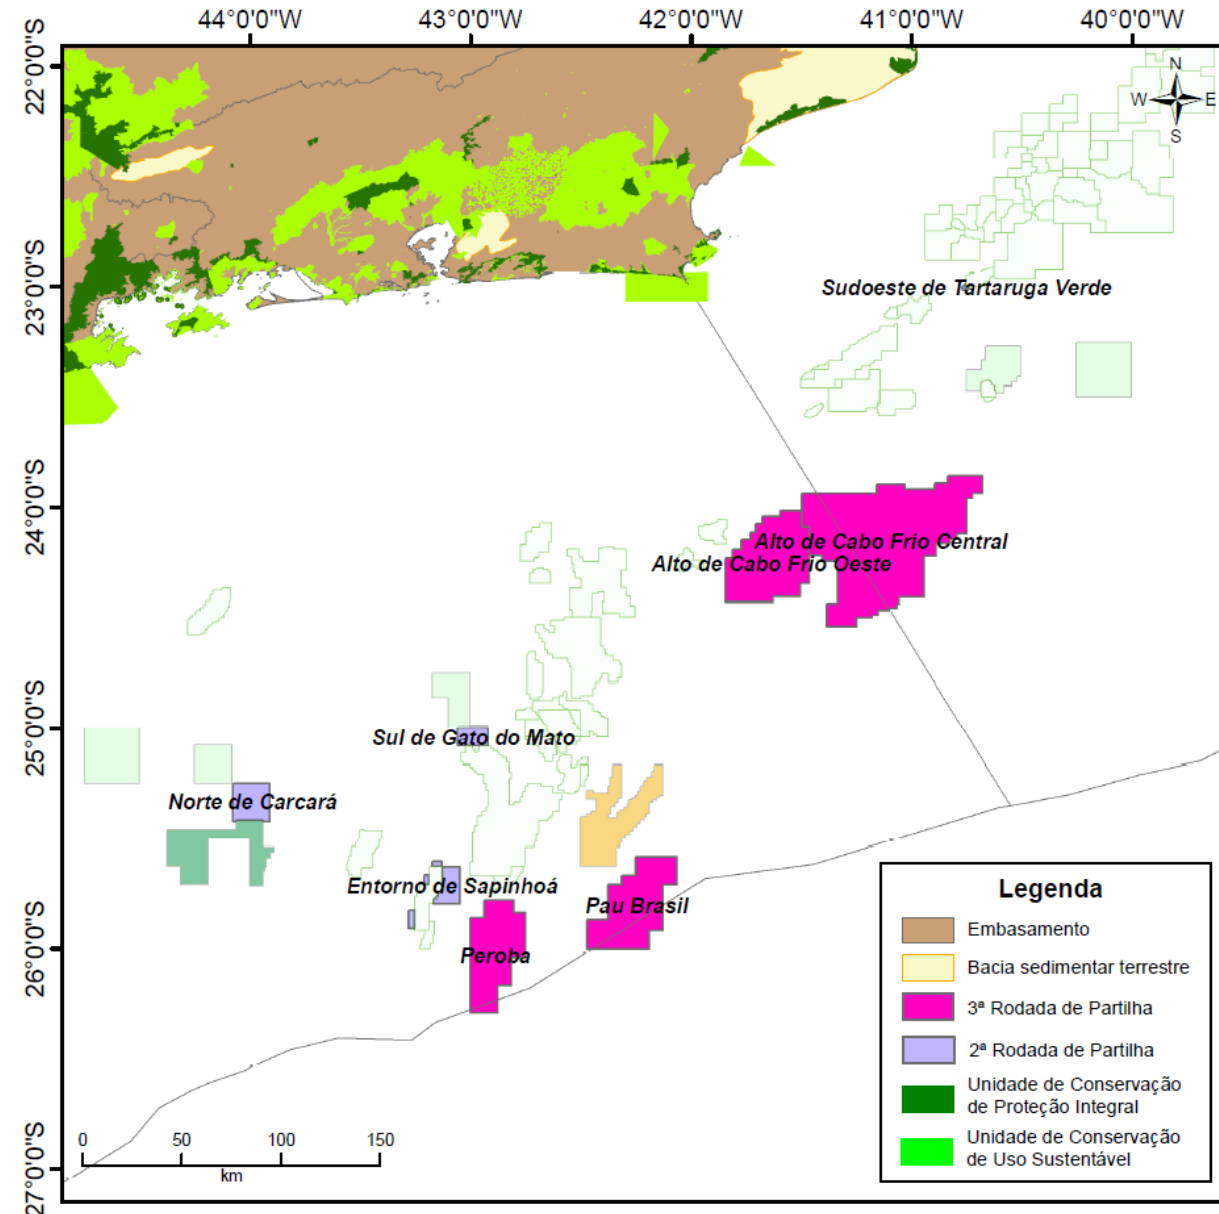 44°0'0"W 43°0'0"W 42°0'0"W 41°0'0"W 40°0'0"W
22°0'0"S
23°0'0"S
24°0'0"S
25°0'0"S
26°0'0"S
27°0'0"S
N
W E
S
Sudoeste de Tartaruga Verde
Alto de Cabo Frio Central
Alto de Cabo Frio Oeste
Sul de Gato do Mato
Norte de Carcará
Entorno de Sapinhoá
Pau Brasil
Peroba
0 50 100 150
km
Legenda
Embasamento
Bacia sedimentar terrestre
3ª Rodada de Partilha
2ª Rodada de Partilha
Unidade de Conservação
de Proteção Integral
Unidade de Conservação
de Uso Sustentável